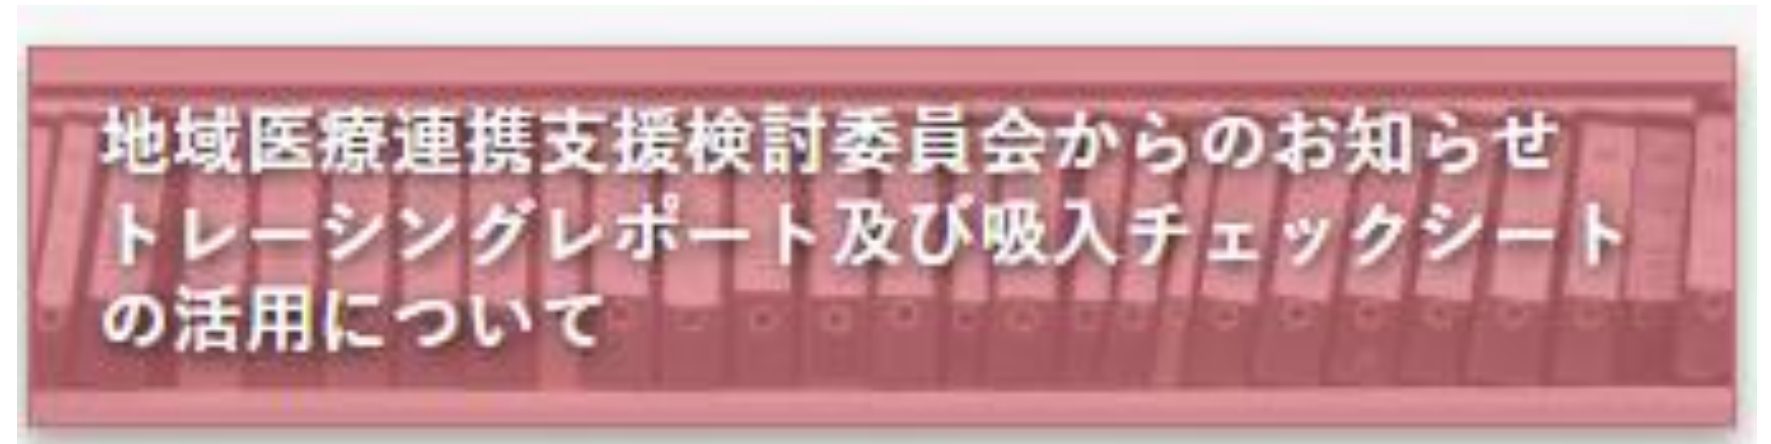 地域医療連携支援検討委員会からのお知らせ
トレーシングレポート及び吸入チェックシート
の活用について